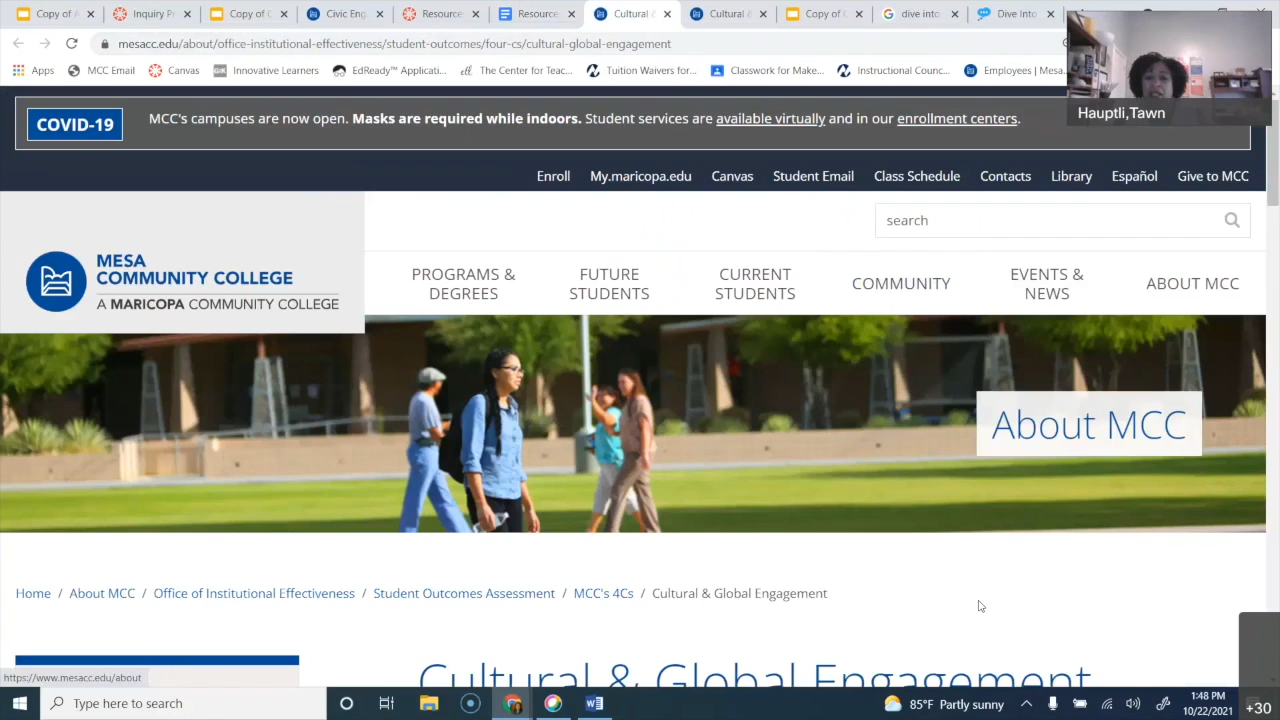 Copy of A
Inquiry Pr
Copy of C
Civic Eng
Resource
Resource
Cultural
Cultural &
Copy of C
dive into
Dive Into
mesacc.edu/about/office-institutional-effectiveness/student-outcomes/four-cs/cultural-global-engagement
Apps
MCC Email
Canvas
Innovative Learners
EdReady™ Applicati...
The Center for Teac...
Tuition Waivers for...
Classwork for Make...
Instructional Counc...
Employees | Mesa...
Hauptli,Tawn
COVID-19
MCC's campuses are now open. Masks are required while indoors. Student services are available virtually and in our enrollment centers.
Enroll My.maricopa.edu Canvas Student Email Class Schedule Contacts Library Español Give to MCC
search
MESA
COMMUNITY COLLEGE
A MARICOPA COMMUNITY COLLEGE
PROGRAMS &
DEGREES
FUTURE
STUDENTS
CURRENT
STUDENTS
COMMUNITY
EVENTS &
NEWS
ABOUT MCC
About MCC
Home / About MCC / Office of Institutional Effectiveness / Student Outcomes Assessment / MCC's 4Cs / Cultural & Global Engagement
Cultural & Global Engagement
https://www.mesacc.edu/about
Type here to search
85°F Partly sunny
1:48 PM
10/22/2021
+30